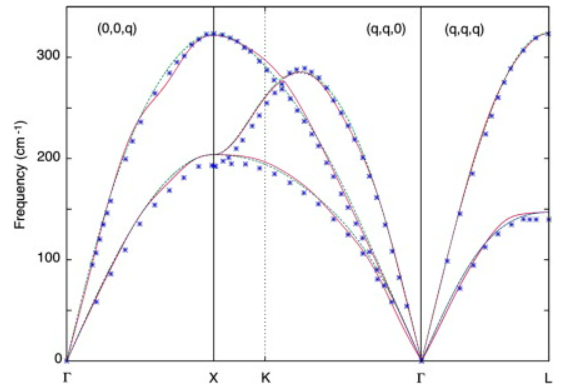 (0,0,q) (q,q,0) (q,q,q)
300
200
100
0
Frequency (cm⁻¹)
Γ X K Γ L